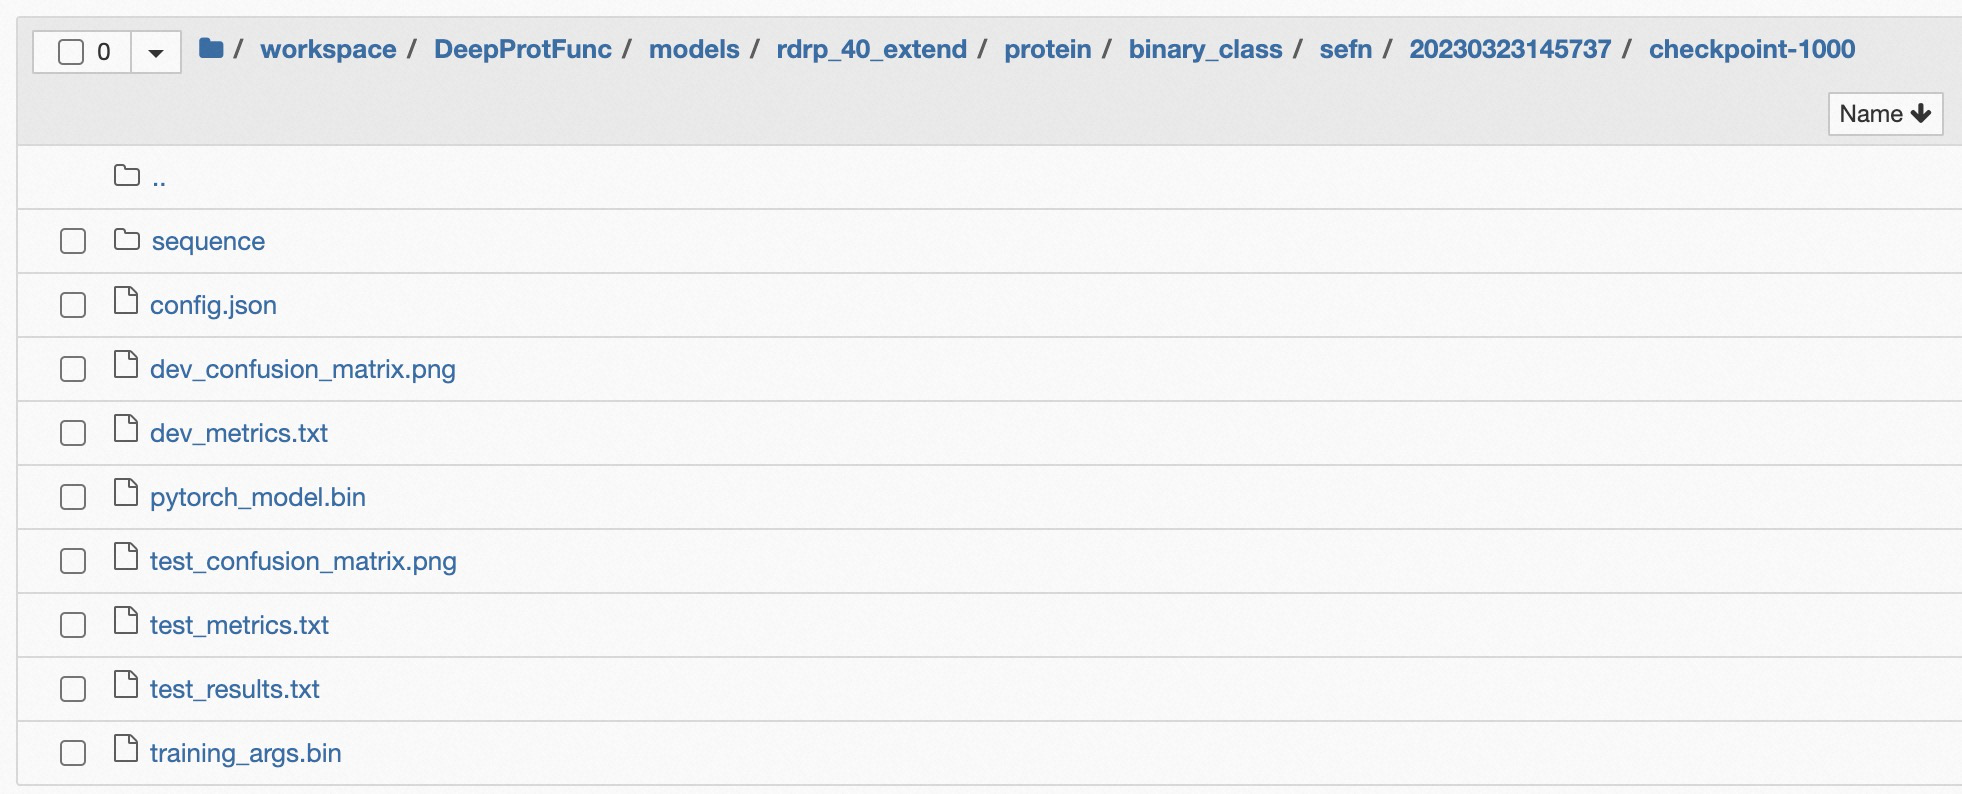 0 / workspace / DeepProtFunc / models / rdrp_40_extend / protein / binary_class / sefn / 20230323145737 / checkpoint-1000
Name
..
sequence
config.json
dev_confusion_matrix.png
dev_metrics.txt
pytorch_model.bin
test_confusion_matrix.png
test_metrics.txt
test_results.txt
training_args.bin